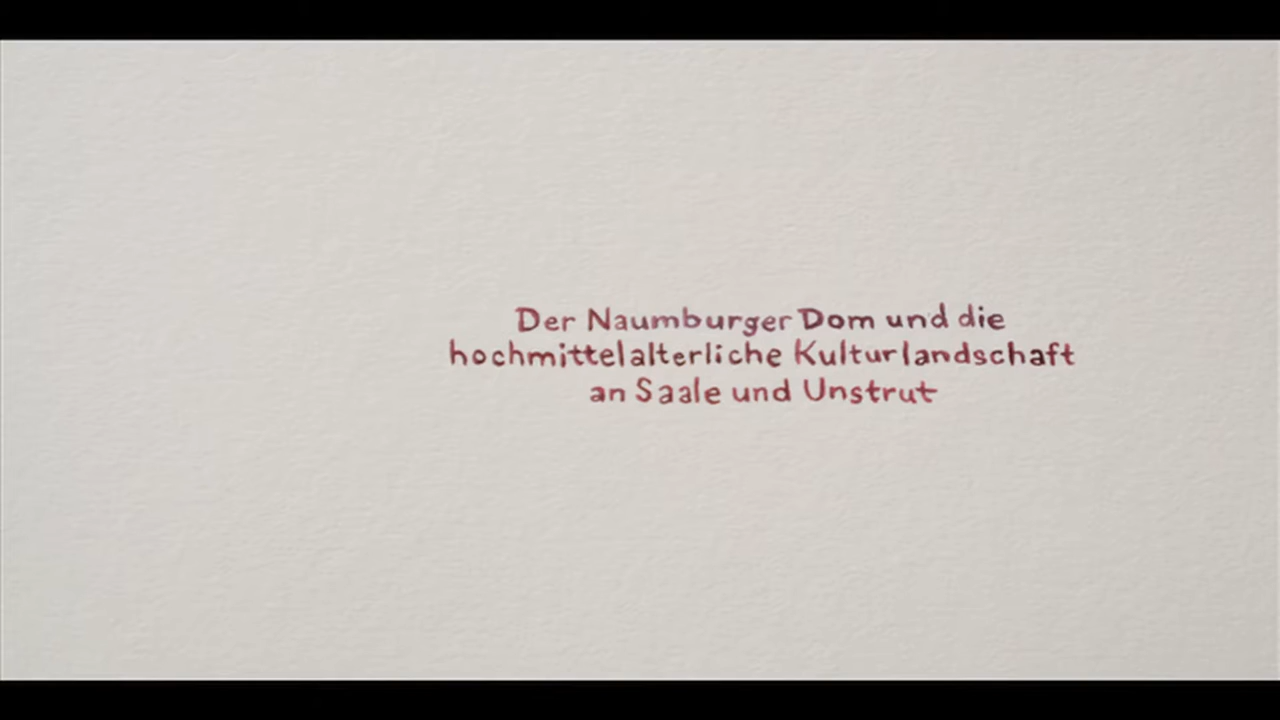 Der Naumburger Dom und die
hochmittelalterliche Kulturlandschaft
an Saale und Unstrut